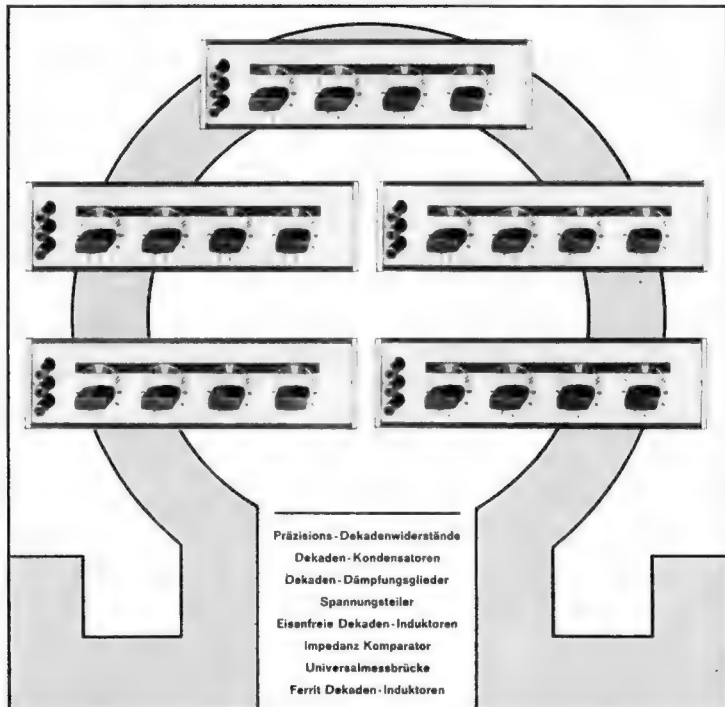 Präzisions-Dekadenwiderstände
Dekaden-Kondensatoren
Dekaden-Dämpfungsglieder
Spannungsteiler
Eisenfreie Dekaden-Induktoren
Impedanz Komparator
Universalmessbrücke
Ferrit Dekaden-Induktoren